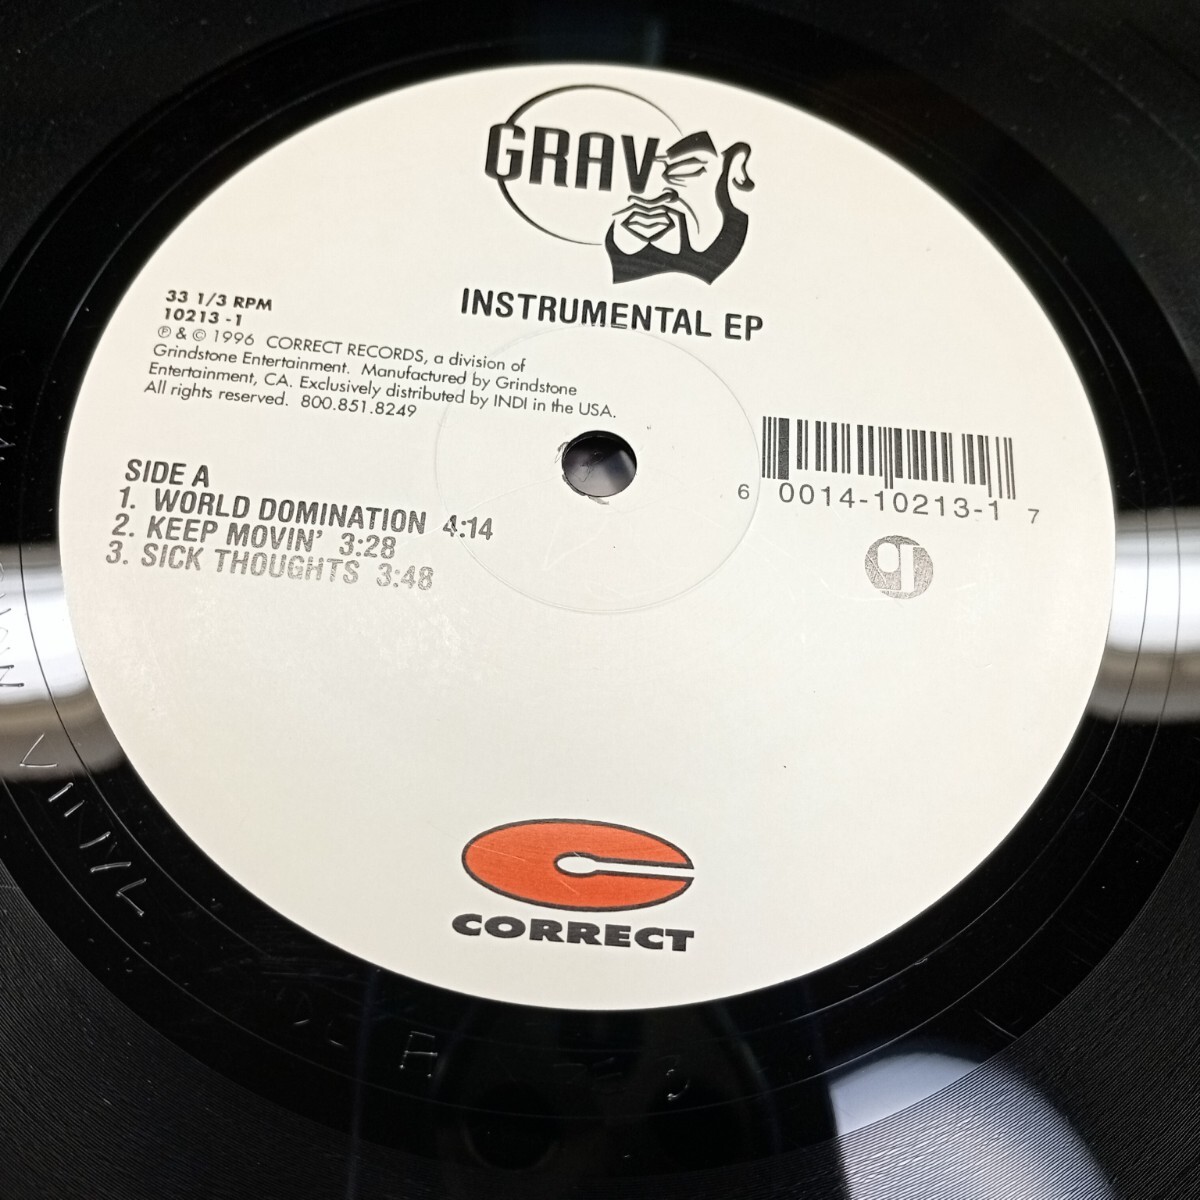 GRAV
INSTRUMENTAL EP
33 1/3 RPM
10213-1
℗ & © 1996 CORRECT RECORDS, a division of
Grindstone Entertainment. Manufactured by Grindstone
Entertainment, CA. Exclusively distributed by INDI in the USA.
All rights reserved. 800.851.8249
SIDE A
1. WORLD DOMINATION 4:14
2. KEEP MOVIN' 3:28
3. SICK THOUGHTS 3:48
6 0014-10213-1 7
CORRECT